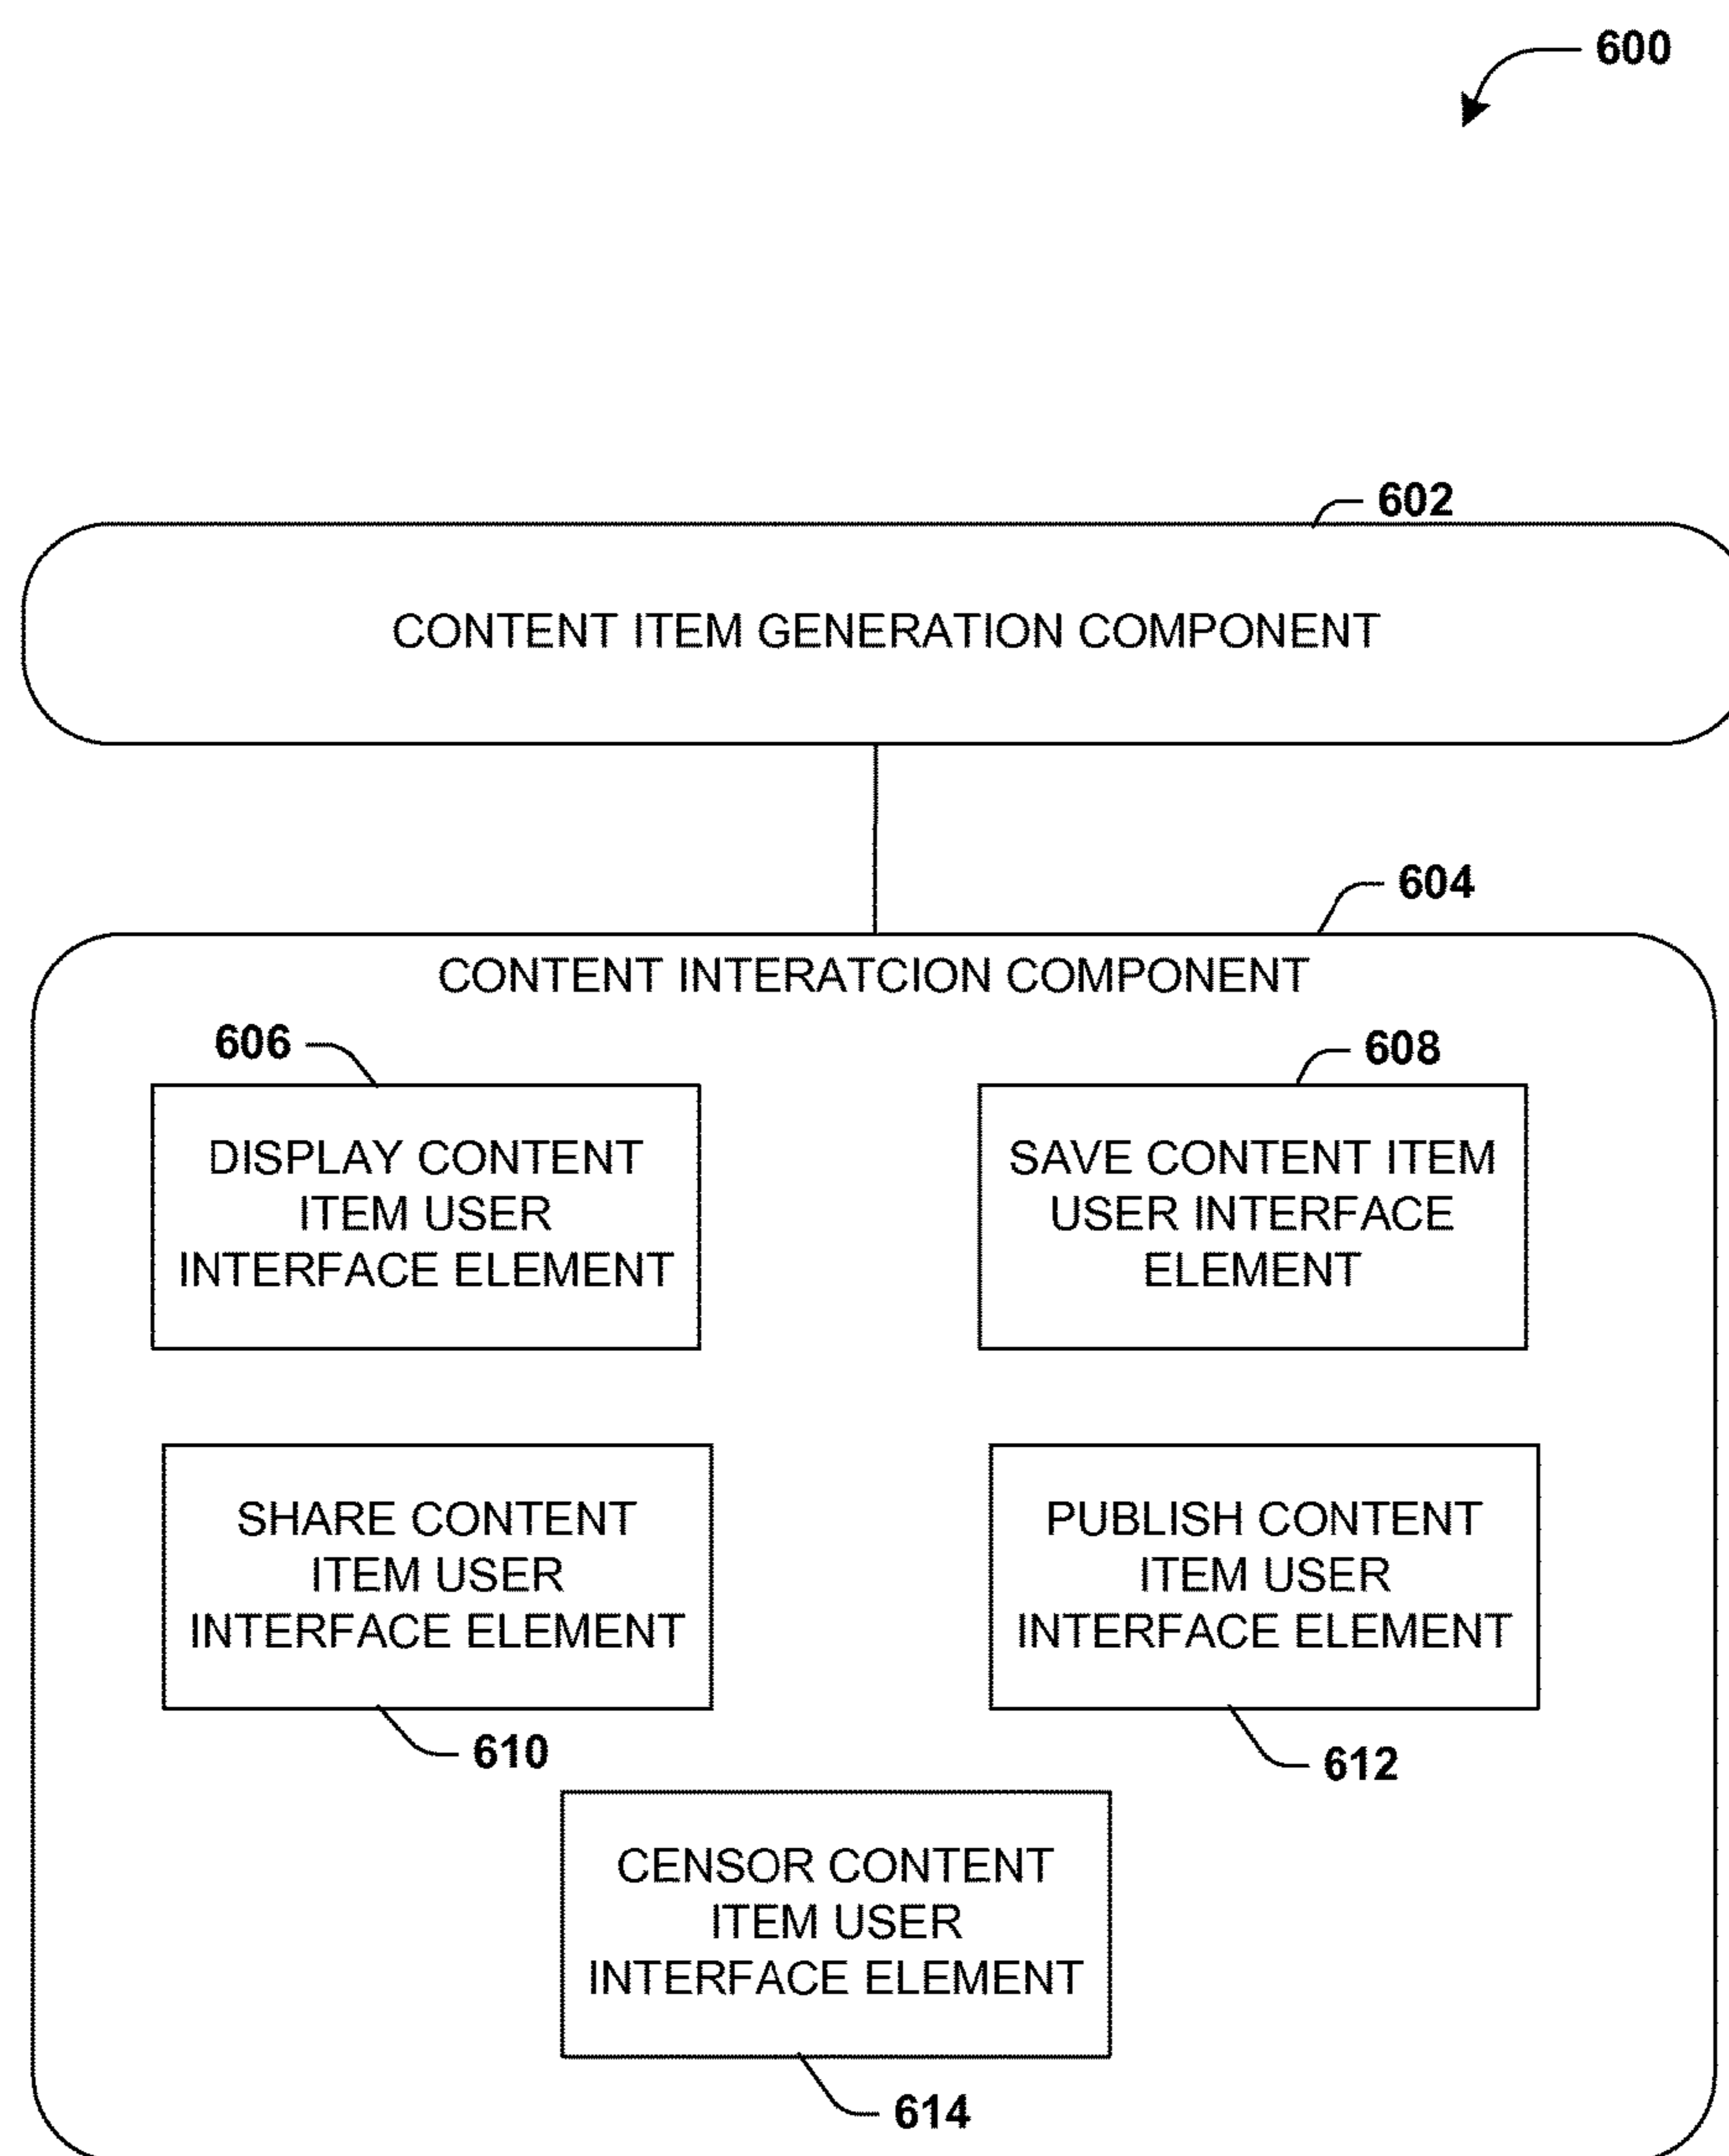 600
602
CONTENT ITEM GENERATION COMPONENT
604
CONTENT INTERATCION COMPONENT
606
DISPLAY CONTENT
ITEM USER
INTERFACE ELEMENT
608
SAVE CONTENT ITEM
USER INTERFACE
ELEMENT
SHARE CONTENT
ITEM USER
INTERFACE ELEMENT
610
PUBLISH CONTENT
ITEM USER
INTERFACE ELEMENT
612
CENSOR CONTENT
ITEM USER
INTERFACE ELEMENT
614